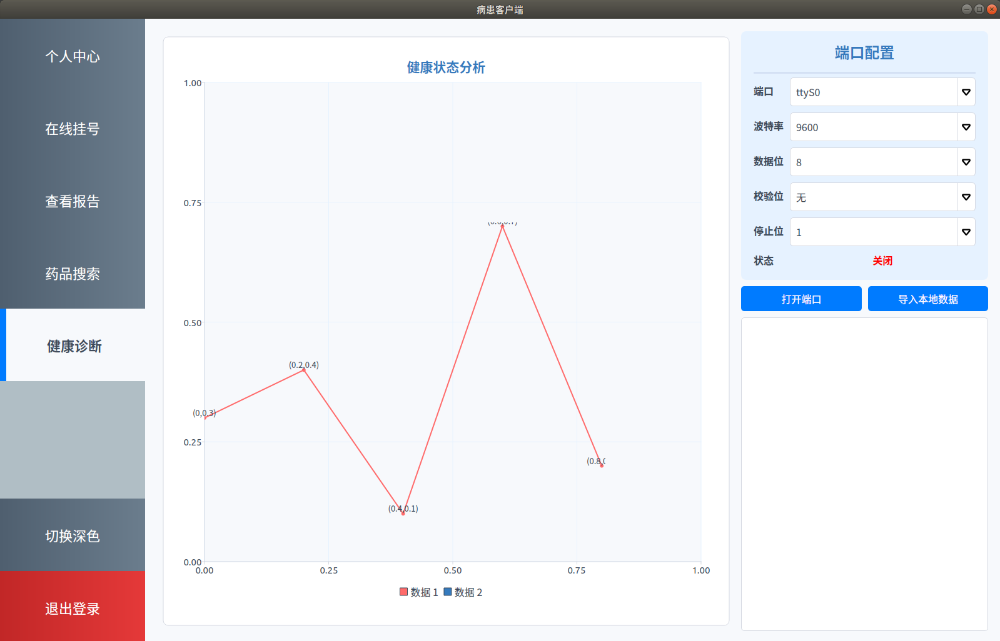 病患客户端
个人中心
在线挂号
查看报告
药品搜索
健康诊断
切换深色
退出登录
健康状态分析
1.00
0.75
0.50
0.25
0.00
(0,0.3)
(0.2,0.4)
(0.4,0.1)
(0.8,0
0.00 0.25 0.50 0.75 1.00
数据 1 数据 2
端口配置
端口 ttyS0
波特率 9600
数据位 8
校验位 无
停止位 1
状态 关闭
打开端口 导入本地数据